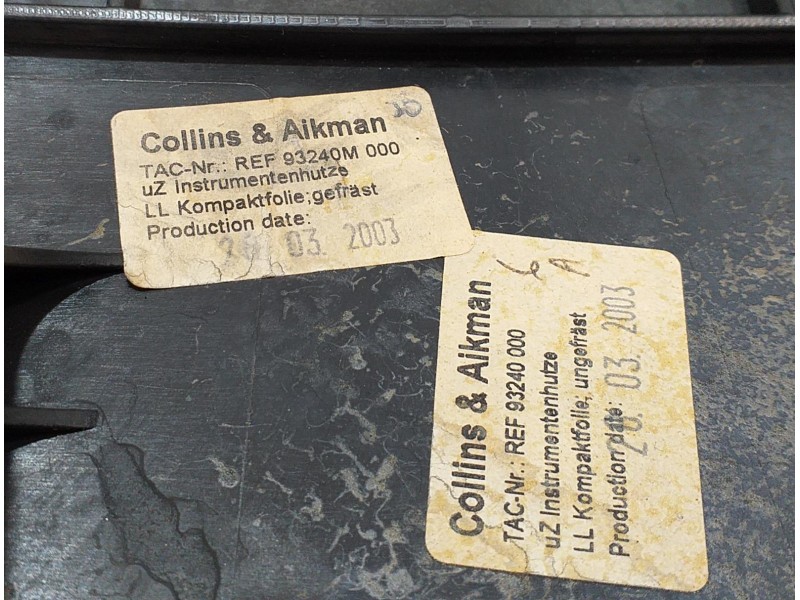 Collins & Aikman
TAC-Nr.: REF 93240M 000
uZ Instrumentenhutze
LL Kompaktfolie;gefräst
Production date:
03. 2003
Collins & Aikman
TAC-Nr.: REF 93240 000
uZ Instrumentenhutze
LL Kompaktfolie; ungefräst
Production date:
20. 03. 2003